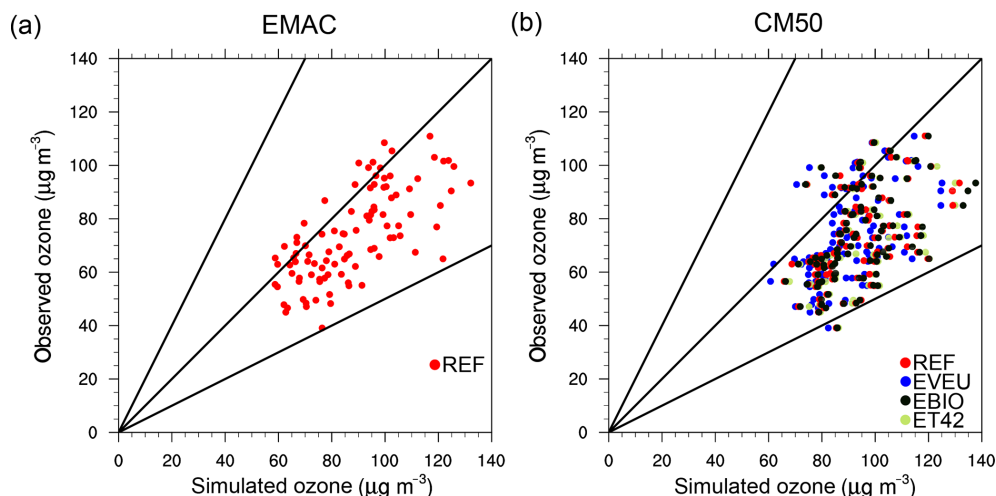 (a) EMAC
140
120
100
80
60
40
20
0
Observed ozone (μg m⁻³)
0 20 40 60 80 100 120 140
Simulated ozone (μg m⁻³)
REF
(b) CM50
140
120
100
80
60
40
20
0
Observed ozone (μg m⁻³)
0 20 40 60 80 100 120 140
Simulated ozone (μg m⁻³)
REF
EVEU
EBIO
ET42